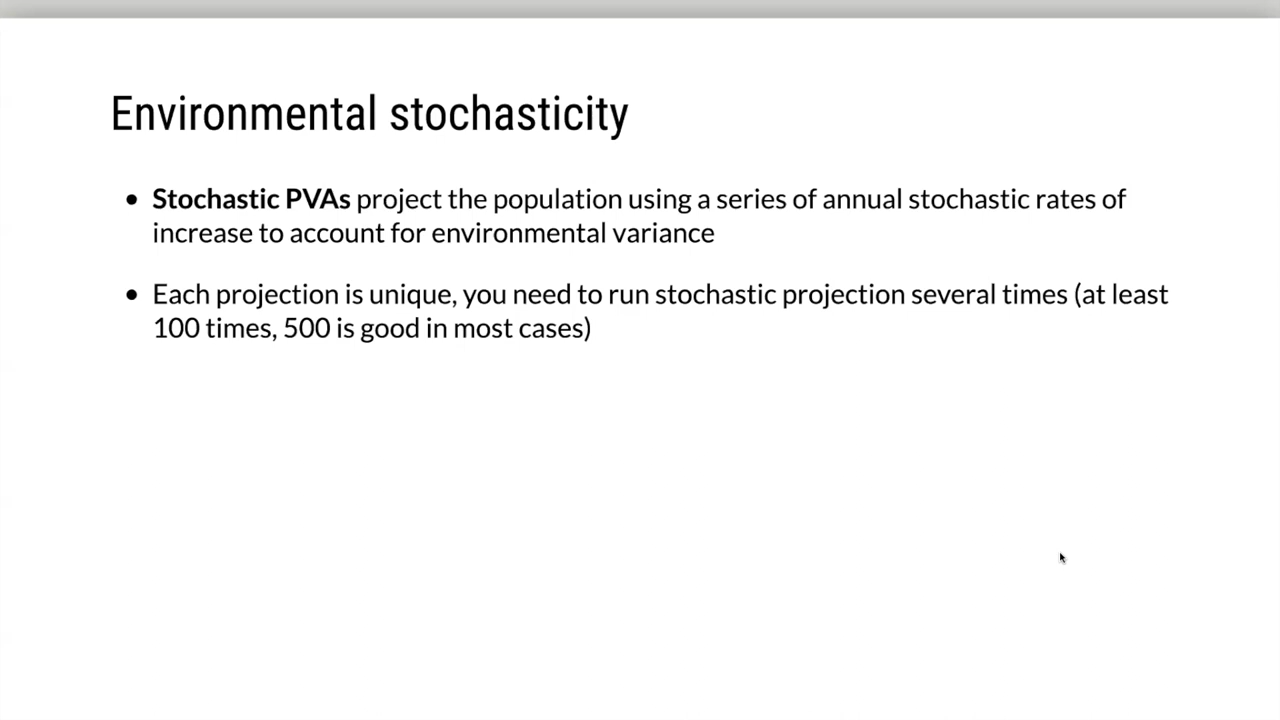 Environmental stochasticity
• Stochastic PVAs project the population using a series of annual stochastic rates of
increase to account for environmental variance
• Each projection is unique, you need to run stochastic projection several times (at least
100 times, 500 is good in most cases)